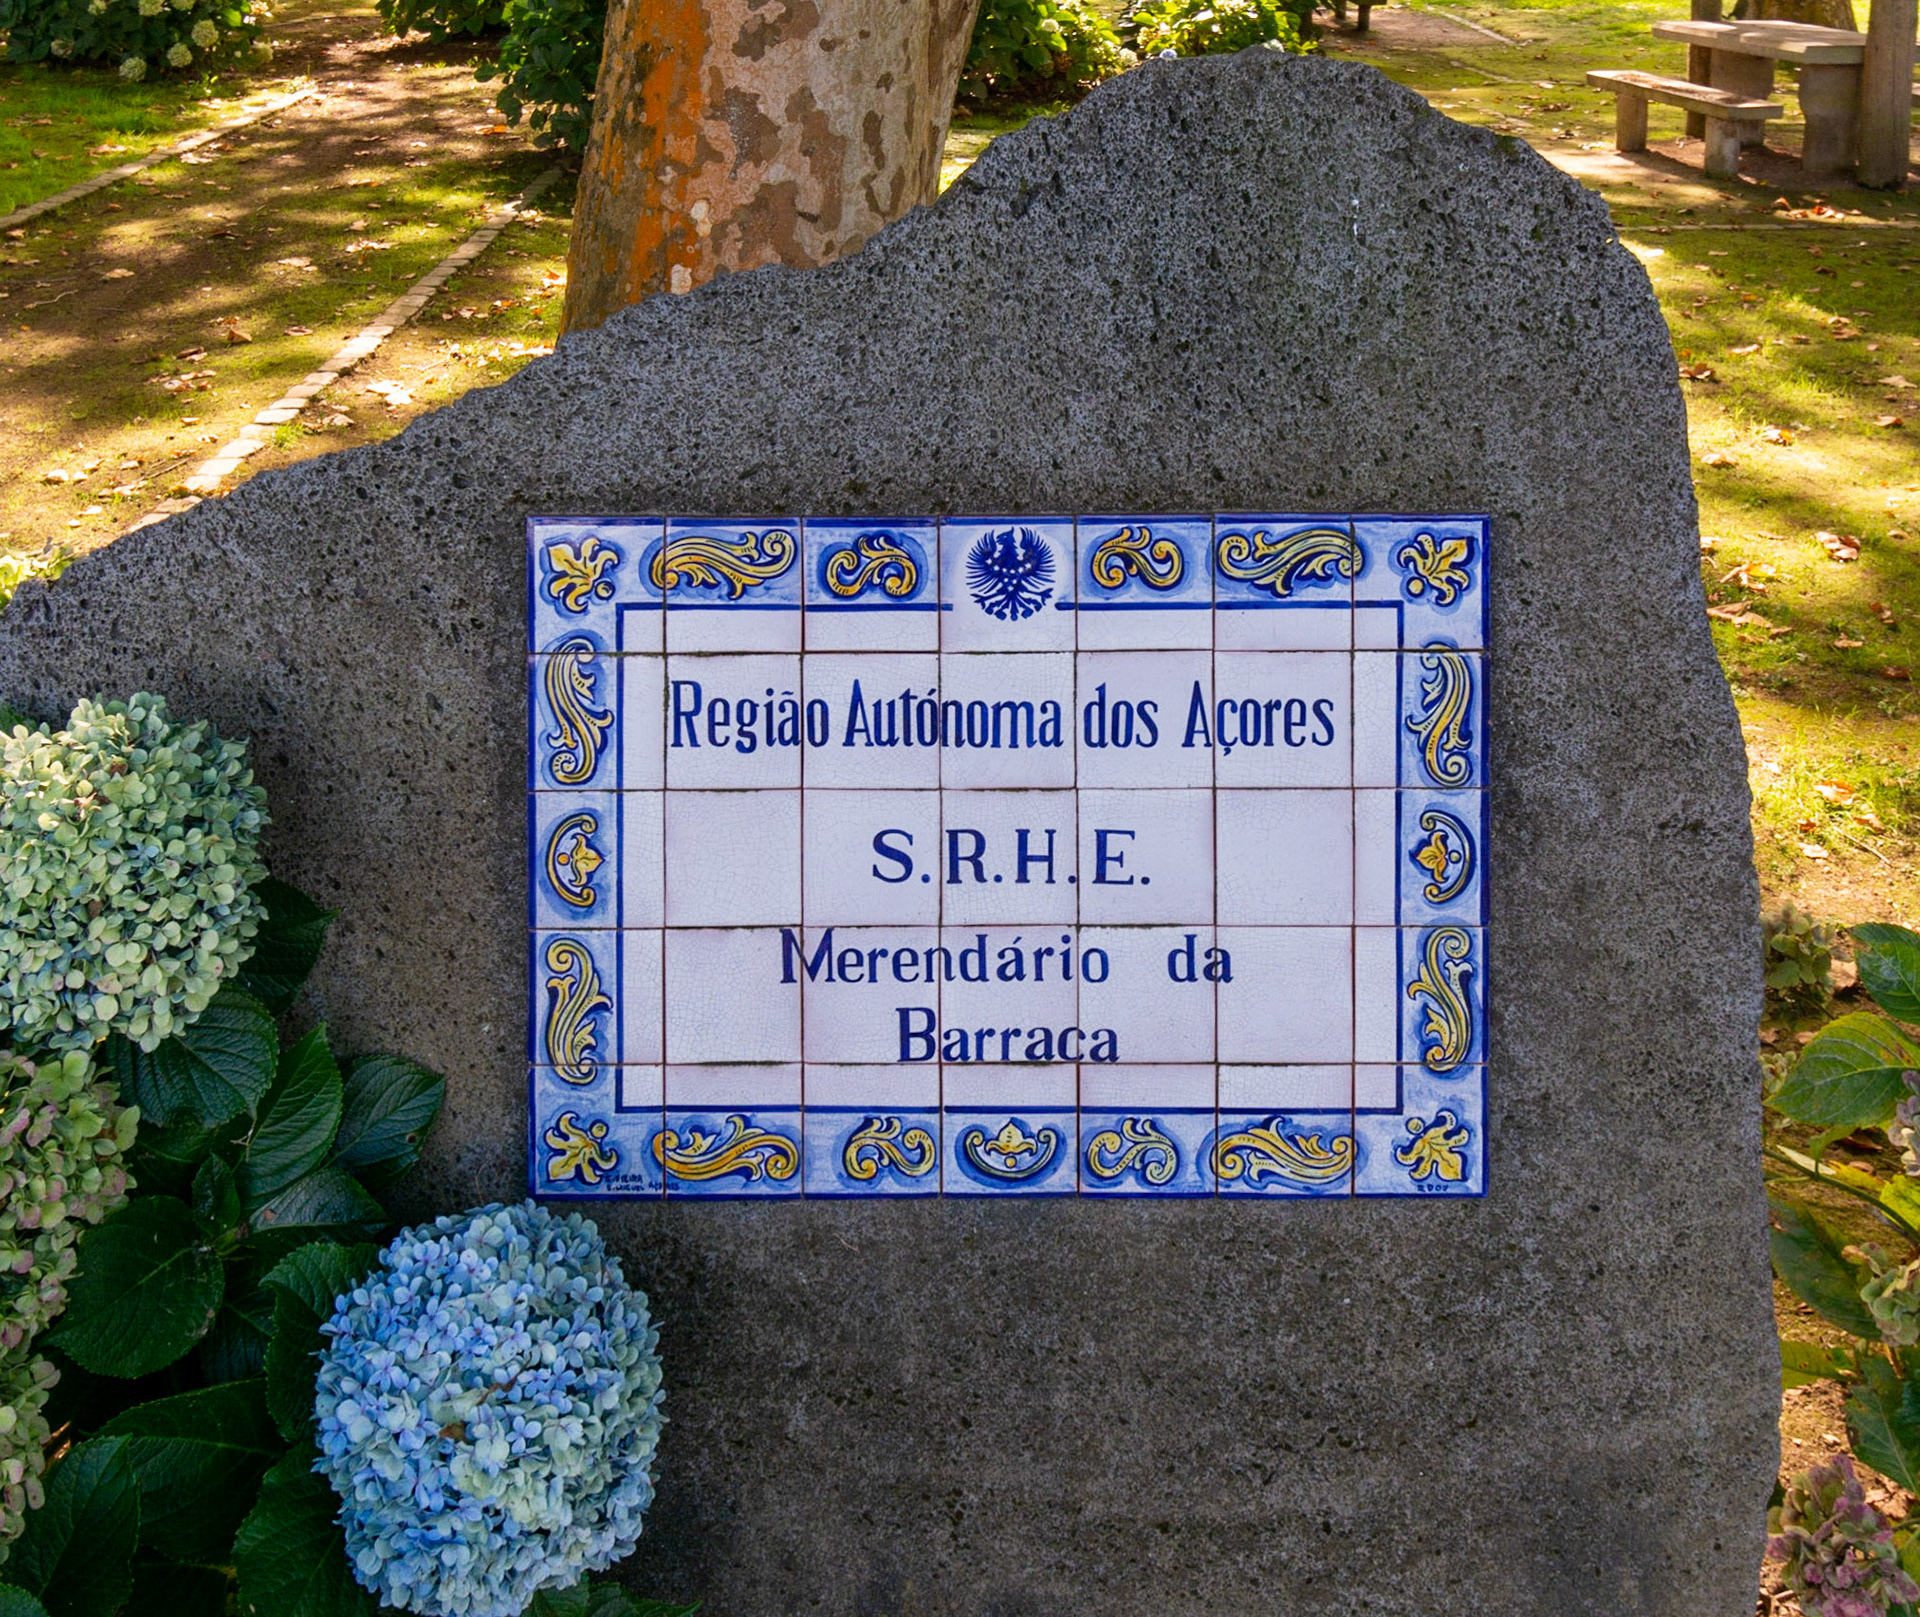 Região Autónoma dos Açores
S.R.H.E.
Merendário da
Barraca